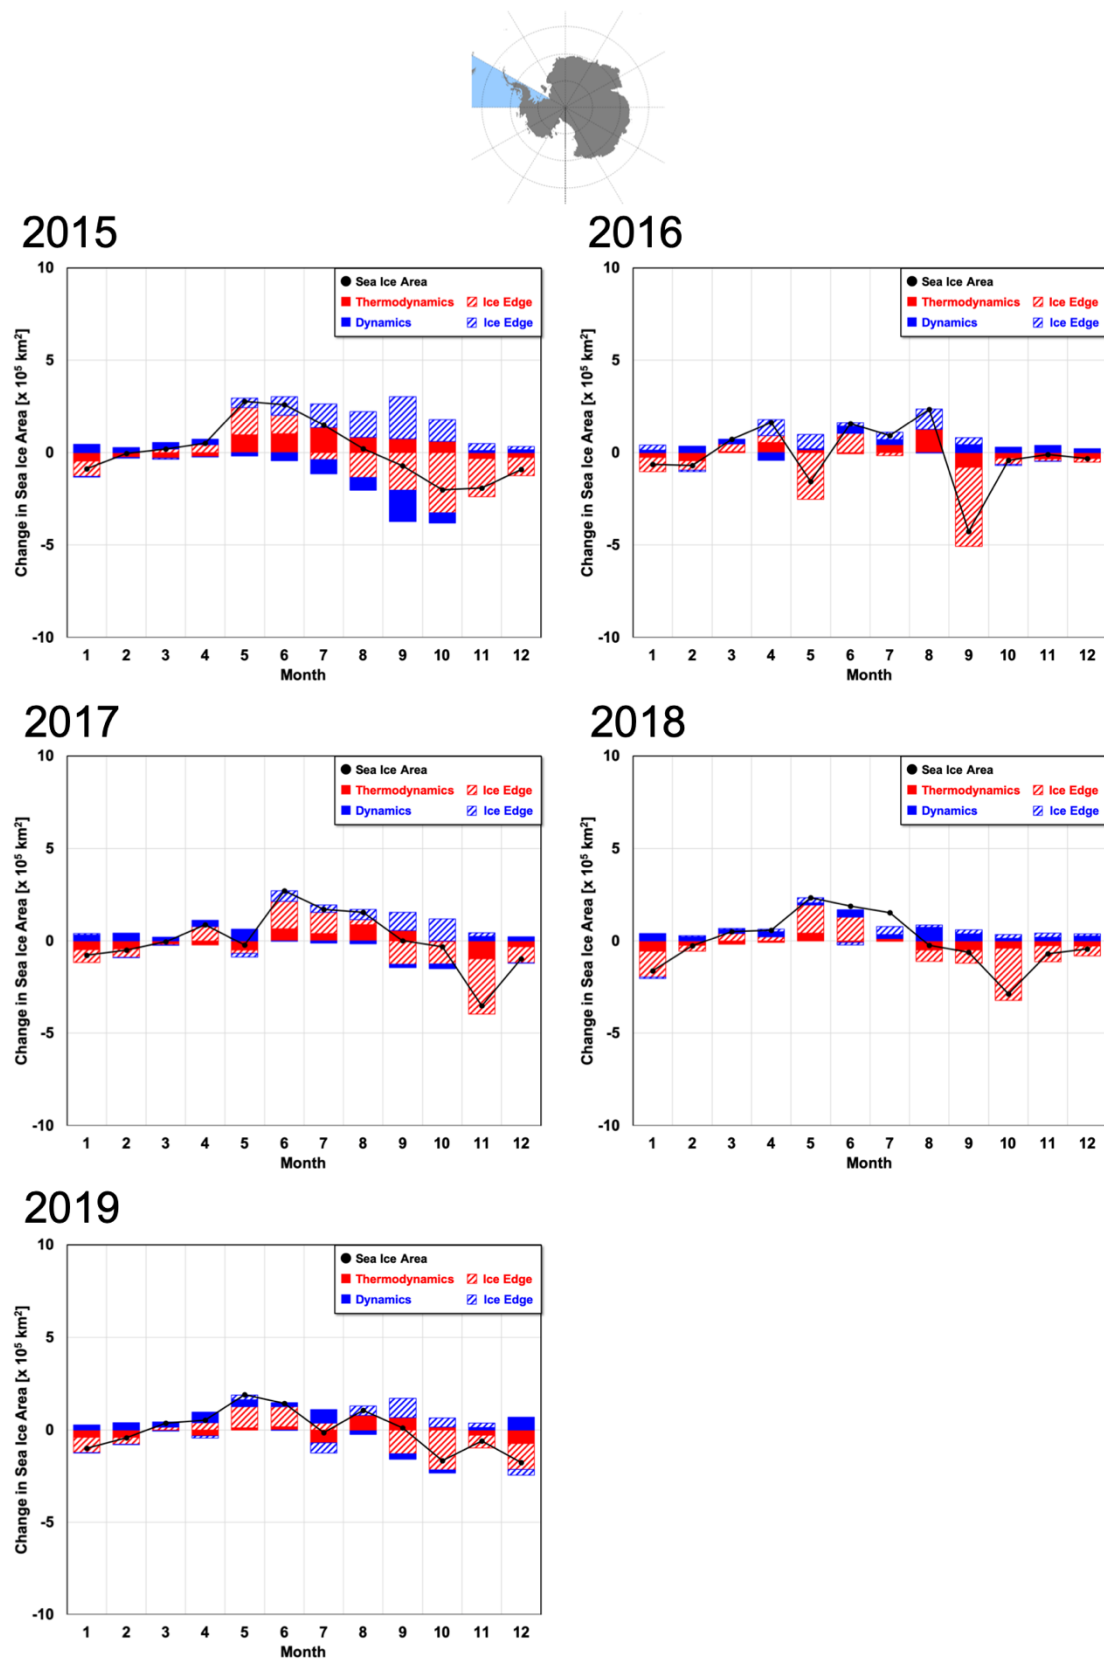 2015
10
5
0
-5
-10
Change in Sea Ice Area [x 10⁵ km²]
Sea Ice Area
Thermodynamics Ice Edge
Dynamics Ice Edge
1 2 3 4 5 6 7 8 9 10 11 12
Month
2016
10
5
0
-5
-10
Change in Sea Ice Area [x 10⁵ km²]
Sea Ice Area
Thermodynamics Ice Edge
Dynamics Ice Edge
1 2 3 4 5 6 7 8 9 10 11 12
Month
2017
10
5
0
-5
-10
Change in Sea Ice Area [x 10⁵ km²]
Sea Ice Area
Thermodynamics Ice Edge
Dynamics Ice Edge
1 2 3 4 5 6 7 8 9 10 11 12
Month
2018
10
5
0
-5
-10
Change in Sea Ice Area [x 10⁵ km²]
Sea Ice Area
Thermodynamics Ice Edge
Dynamics Ice Edge
1 2 3 4 5 6 7 8 9 10 11 12
Month
2019
10
5
0
-5
-10
Change in Sea Ice Area [x 10⁵ km²]
Sea Ice Area
Thermodynamics Ice Edge
Dynamics Ice Edge
1 2 3 4 5 6 7 8 9 10 11 12
Month